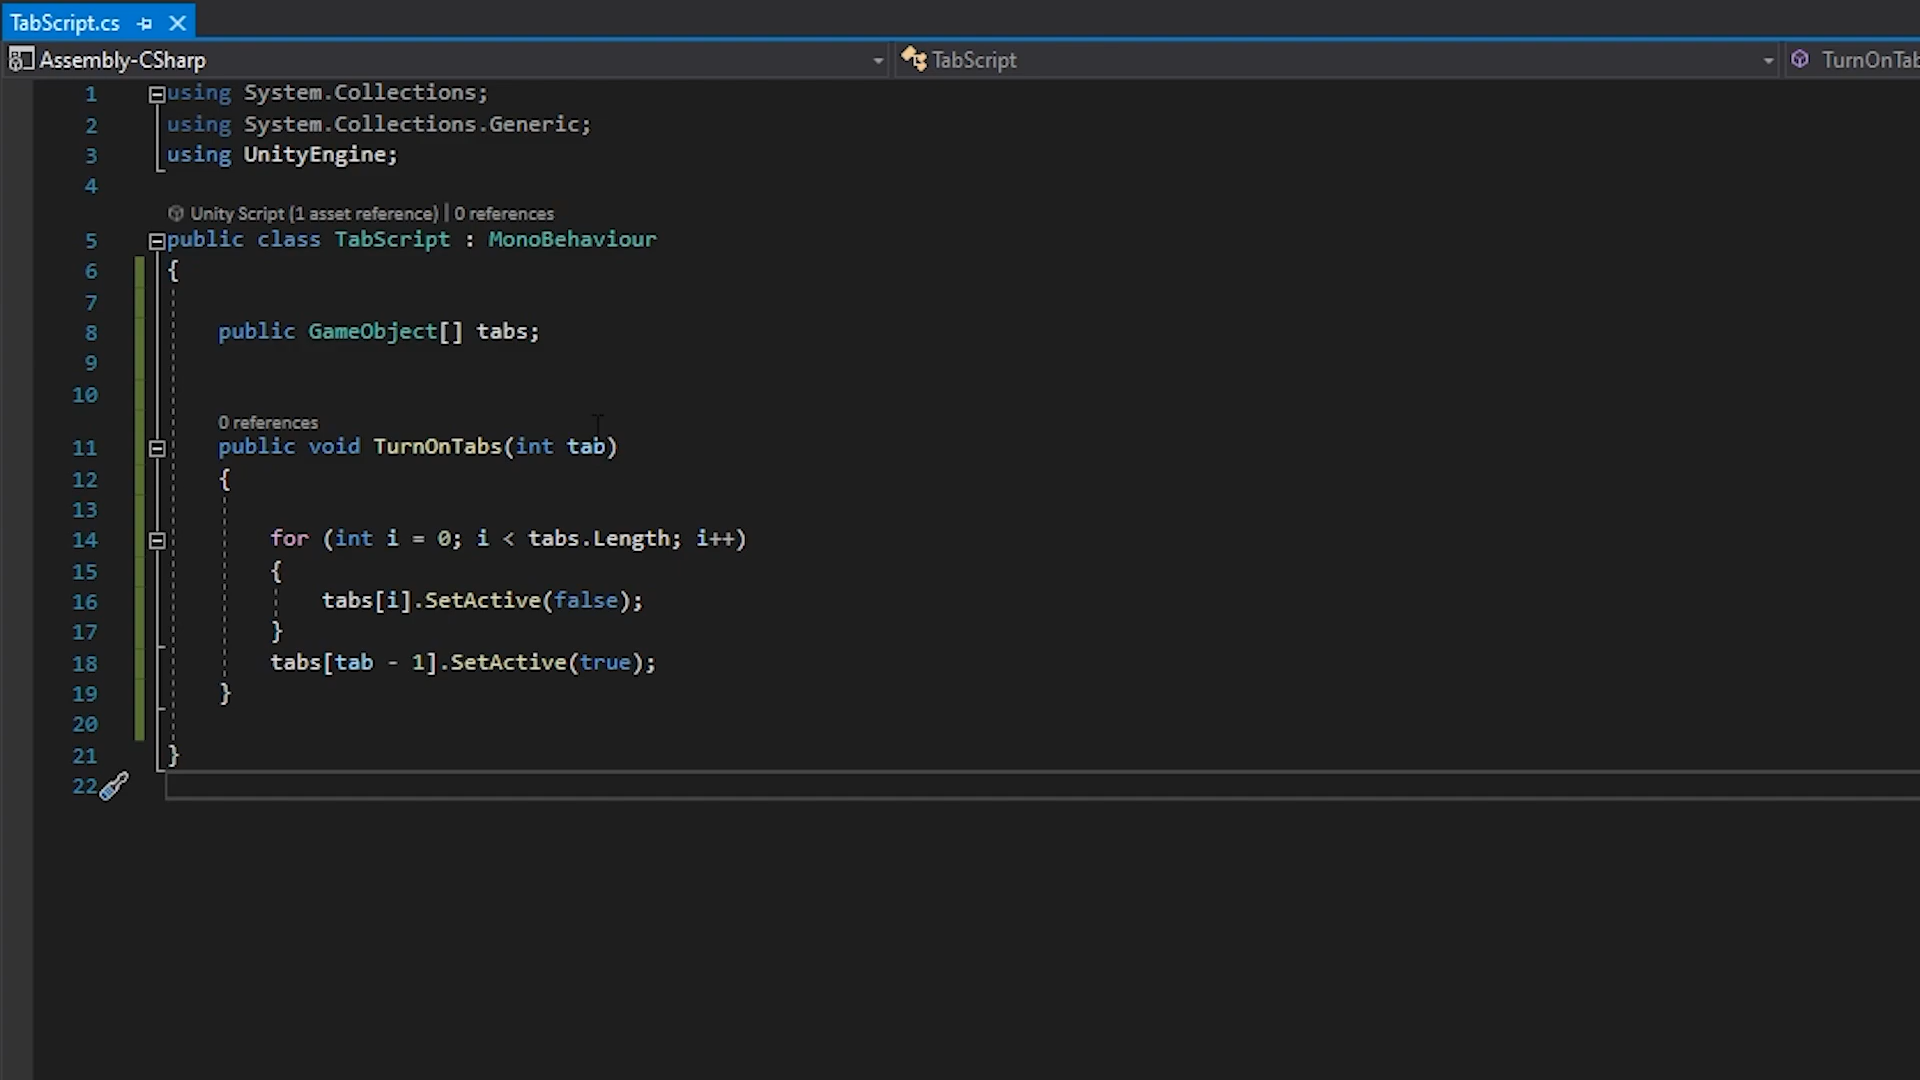 TabScript.cs
Assembly-CSharp TabScript TurnOnTab
1 using System.Collections;
2 using System.Collections.Generic;
3 using UnityEngine;
4
Unity Script (1 asset reference) | 0 references
5 public class TabScript : MonoBehaviour
6 {
7
8 public GameObject[] tabs;
9
10
0 references
11 public void TurnOnTabs(int tab)
12 {
13
14 for (int i = 0; i < tabs.Length; i++)
15 {
16 tabs[i].SetActive(false);
17 }
18 tabs[tab - 1].SetActive(true);
19 }
20
21 }
22